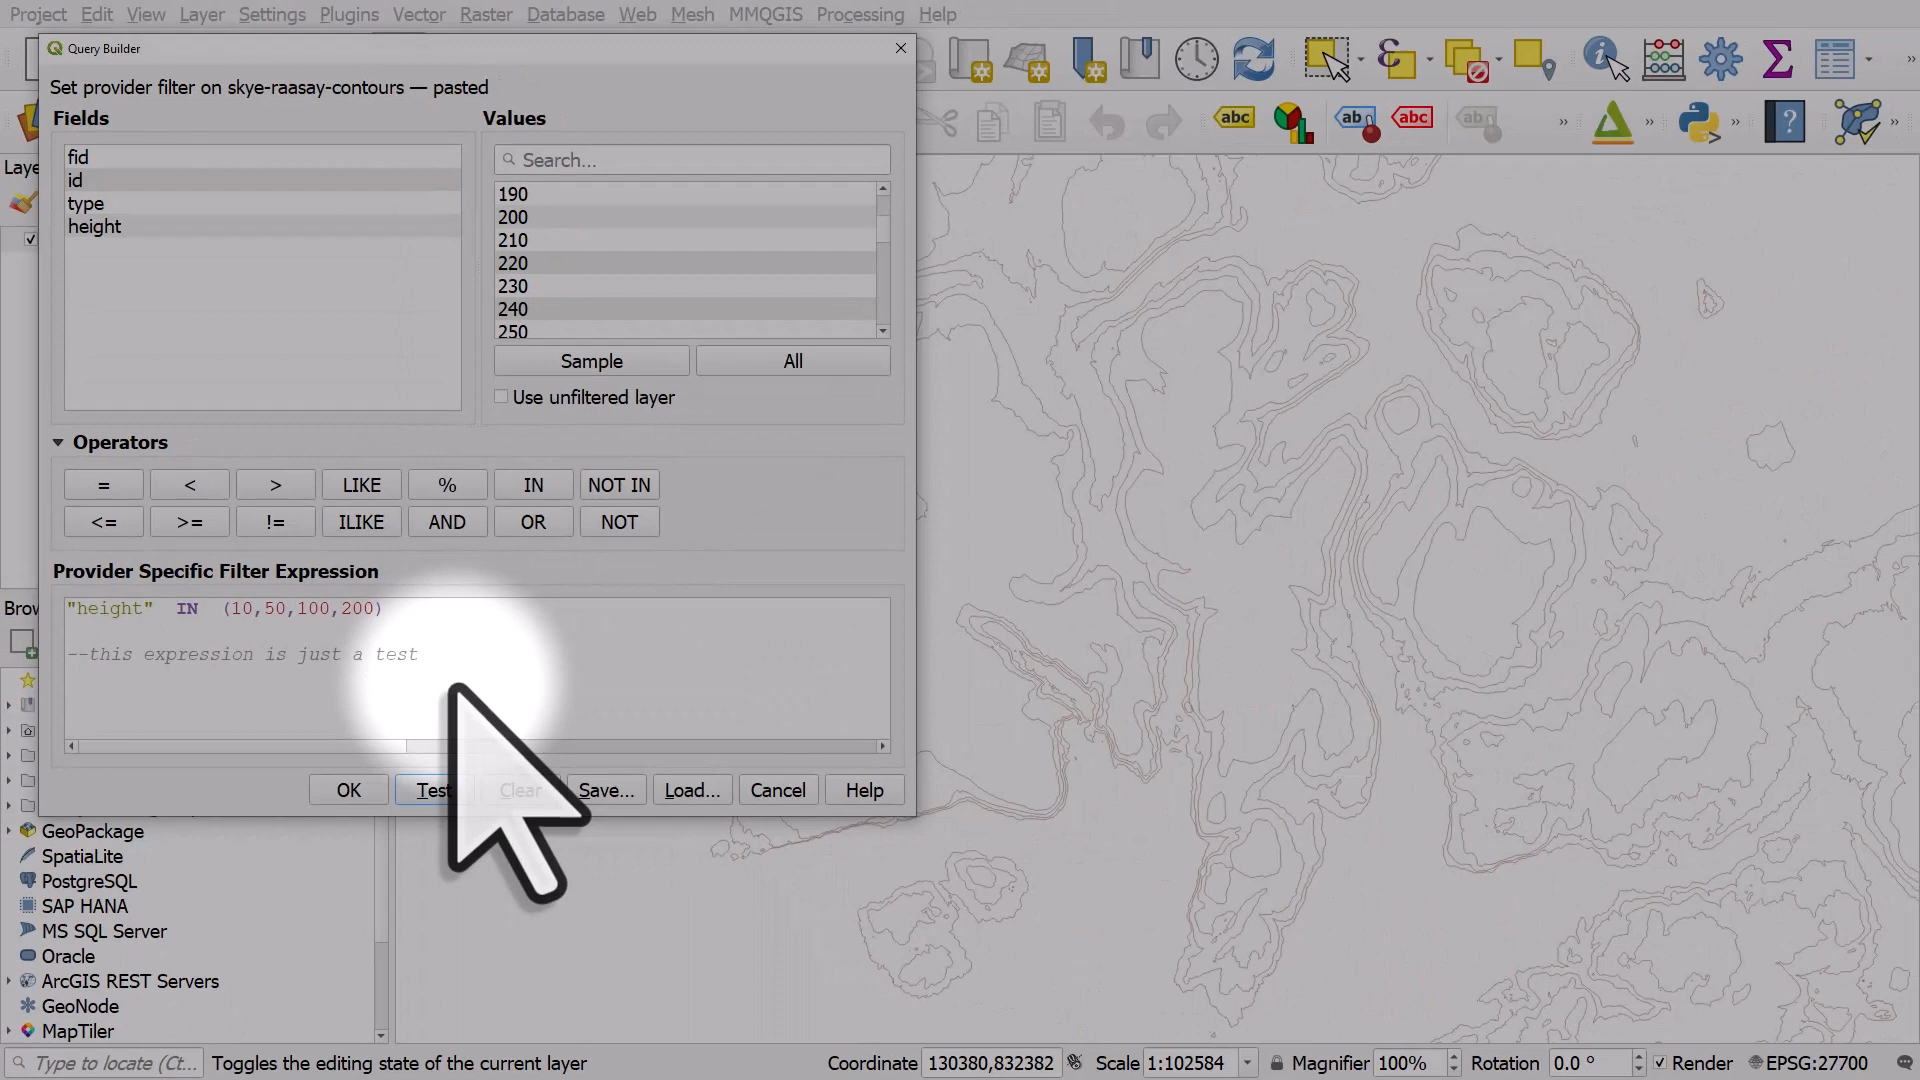 Project Edit View Layer Settings Plugins Vector Raster Database Web Mesh MMQGIS Processing Help
Query Builder
Set provider filter on skye-raasay-contours — pasted
Fields
Values
fid
id
type
height
Search...
190
200
210
220
230
240
250
Sample
All
Use unfiltered layer
Operators
= < > LIKE % IN NOT IN
<= >= != ILIKE AND OR NOT
Provider Specific Filter Expression
"height" IN (10,50,100,200)
--this expression is just a test
OK Test Clear Save... Load... Cancel Help
abc ab abc ab
Laye
Brow
GeoPackage
SpatiaLite
PostgreSQL
SAP HANA
MS SQL Server
Oracle
ArcGIS REST Servers
GeoNode
MapTiler
Type to locate (Ct... Toggles the editing state of the current layer Coordinate 130380,832382 Scale 1:102584 Magnifier 100% Rotation 0.0 ° Render EPSG:27700